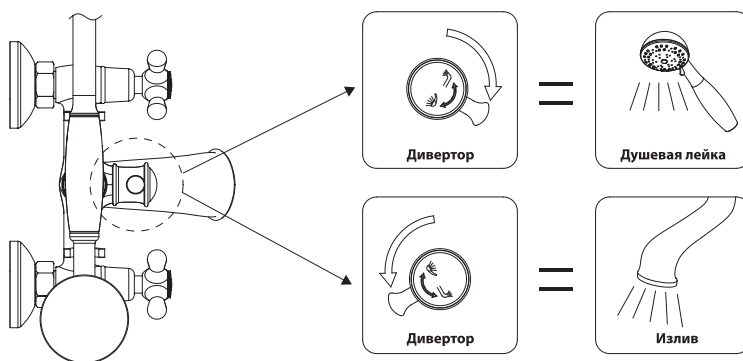 Дивертор
Душевая лейка
Дивертор
Излив